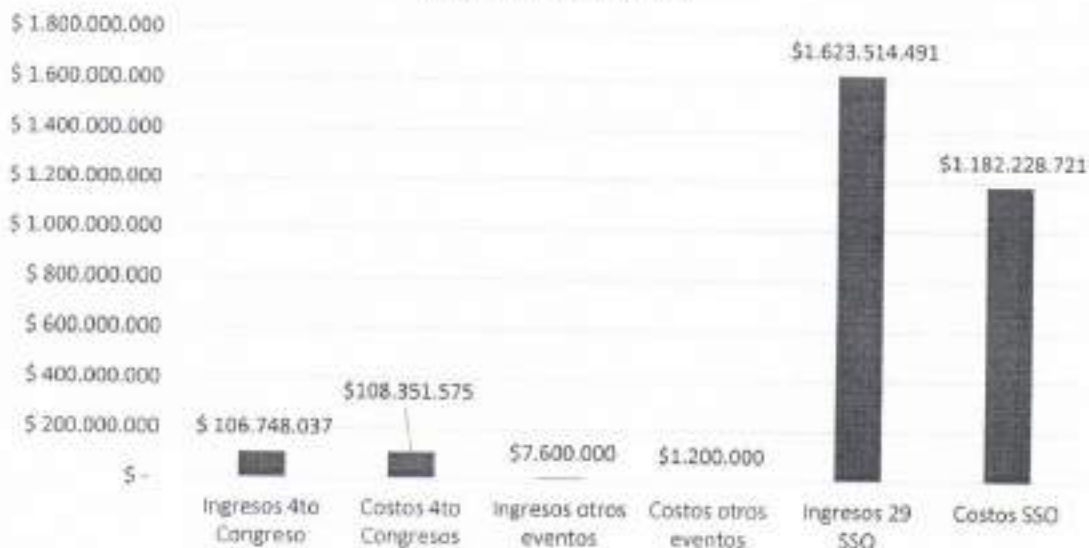 $ 1.800.000.000
$ 1.600.000.000
$ 1.400.000.000
$ 1.200.000.000
$ 1.000.000.000
$ 800.000.000
$ 600.000.000
$ 400.000.000
$ 200.000.000
$ -
$ 106.748.037
$108.351.575
$7.600.000
$1.200.000
$1.623.514.491
$1.182.228.721
Ingresos 4to
Congreso
Costos 4to
Congresos
Ingresos otros
eventos
Costos otros
eventos
Ingresos 29
SSO
Costos SSO